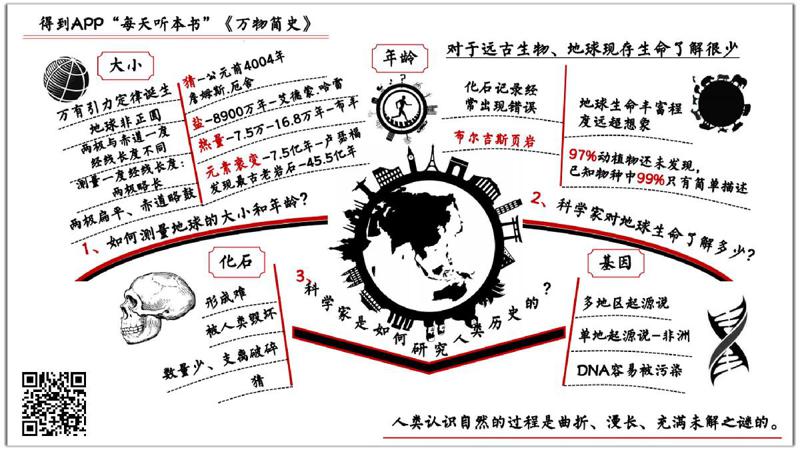 得到APP“每天听本书”《万物简史》
大小
万有引力定律诞生
地球非正圆
两极与赤道一度
经线长度不同
测量一度经线长度：
两极略长
两极扁平、赤道略鼓
猜-公元前4004年
詹姆斯.厄舍
盐-8900万年-艾德蒙·哈雷
热量-7.5万-16.8万年-布丰
元素衰变-7.5亿年-卢瑟福
发现最古老岩石-45.5亿年
年龄
1、如何测量地球的大小和年龄？
对于远古生物、地球现存生命了解很少
化石记录经
常出现错误
布尔吉斯页岩
地球生命丰富程
度远超想象
97%动植物还未发现，
已知物种中99%只有简单描述
2、科学家对地球生命了解多少？
化石
形成难
被人类毁坏
数量少、支离破碎
猜
3、科学家是如何研究人类历史的？
基因
多地区起源说
单地起源说-非洲
DNA容易被污染
人类认识自然的过程是曲折、漫长、充满未解之谜的。